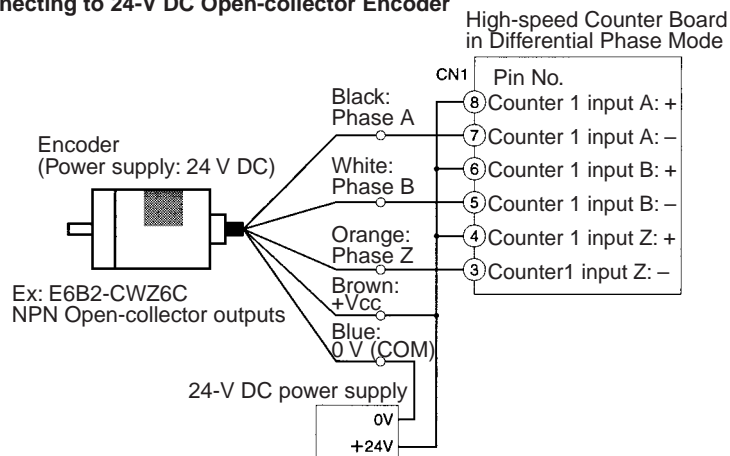 necting to 24-V DC Open-collector Encoder
High-speed Counter Board
in Differential Phase Mode
CN1
Pin No.
8 Counter 1 input A: +
7 Counter 1 input A: –
6 Counter 1 input B: +
5 Counter 1 input B: –
4 Counter 1 input Z: +
3 Counter1 input Z: –
Black:
Phase A
White:
Phase B
Orange:
Phase Z
Brown:
+Vcc
Blue:
0 V (COM)
Encoder
(Power supply: 24 V DC)
Ex: E6B2-CWZ6C
NPN Open-collector outputs
24-V DC power supply
0V
+24V